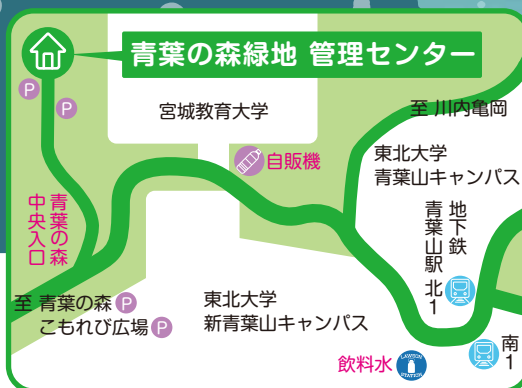 青葉の森緑地 管理センター
P
P
宮城教育大学
至 川内亀岡
自販機
東北大学
青葉山キャンパス
青葉の森
中央入口
地下鉄
青葉山駅
北1
至 青葉の森 P
こもれび広場 P
東北大学
新青葉山キャンパス
南1
飲料水
LAWSON
STATION